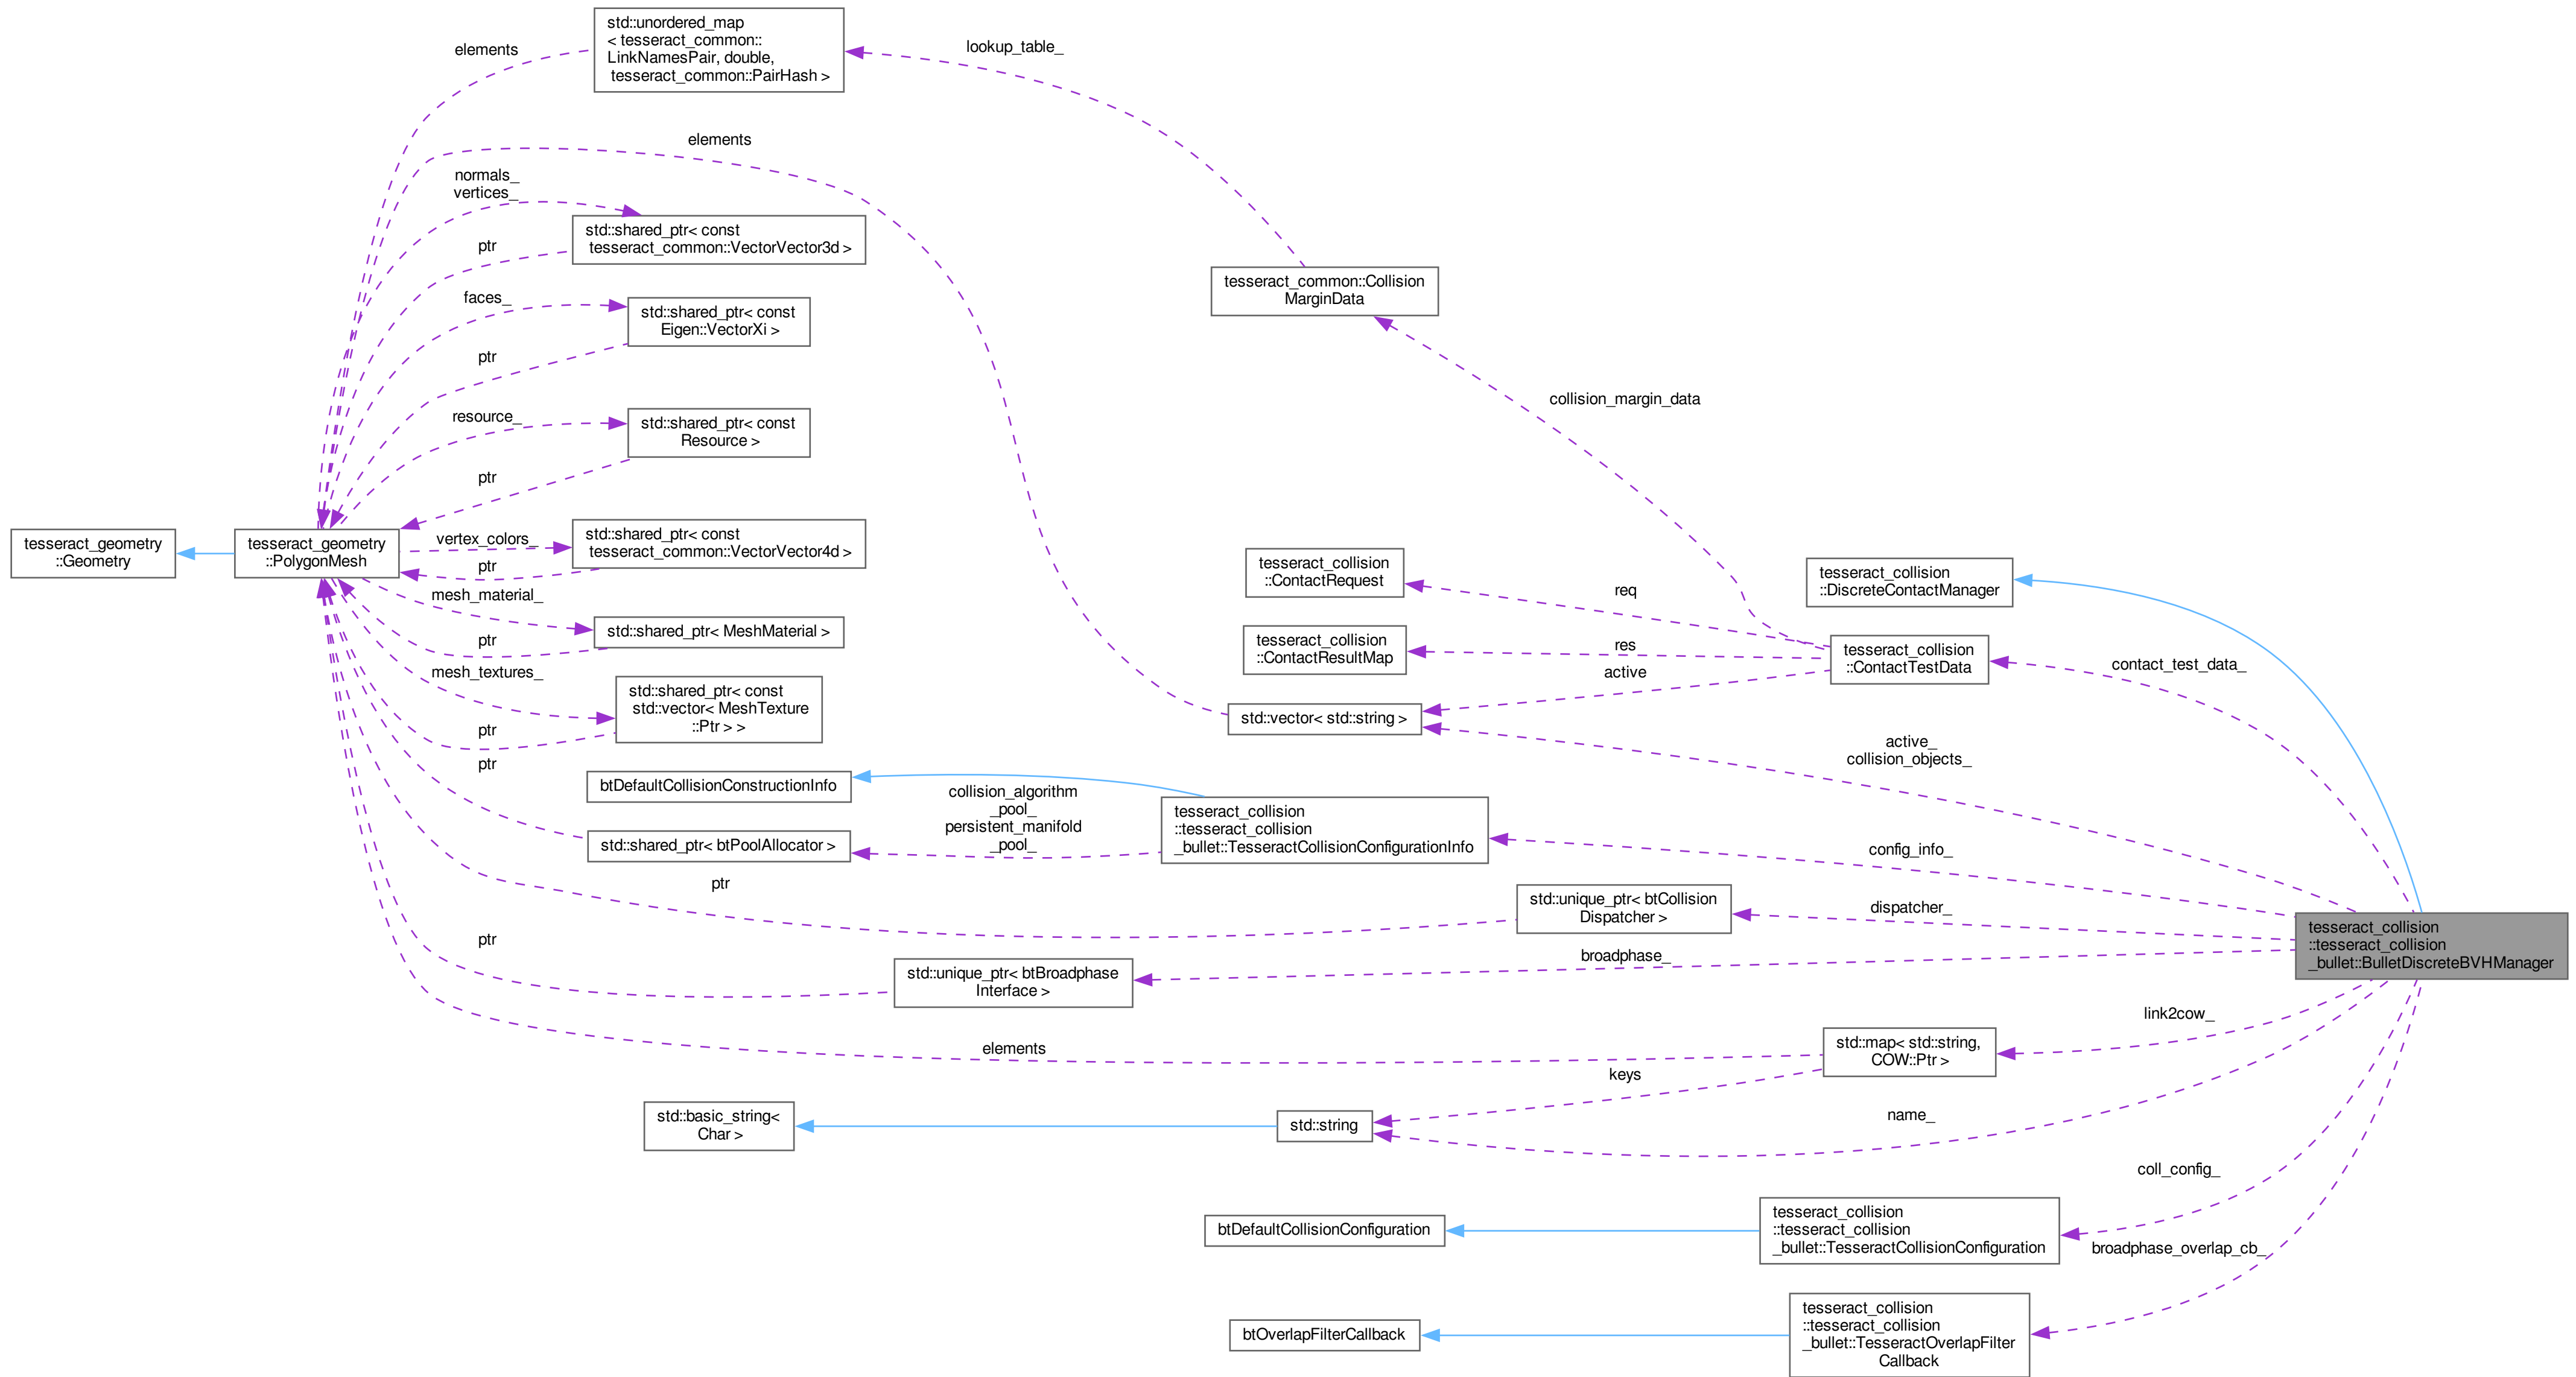 std::unordered_map
< tesseract_common::
LinkNamesPair, double,
tesseract_common::PairHash >
elements
lookup_table_
elements
normals_
vertices_
std::shared_ptr< const
tesseract_common::VectorVector3d >
ptr
tesseract_common::Collision
MarginData
faces_
std::shared_ptr< const
Eigen::VectorXi >
ptr
collision_margin_data
resource_
std::shared_ptr< const
Resource >
ptr
tesseract_geometry
::Geometry
tesseract_geometry
::PolygonMesh
vertex_colors_
std::shared_ptr< const
tesseract_common::VectorVector4d >
ptr
tesseract_collision
::ContactRequest
req
tesseract_collision
::DiscreteContactManager
mesh_material_
std::shared_ptr< MeshMaterial >
ptr
tesseract_collision
::ContactResultMap
res
tesseract_collision
::ContactTestData
contact_test_data_
active
mesh_textures_
std::shared_ptr< const
std::vector< MeshTexture
::Ptr > >
ptr
std::vector< std::string >
active_
collision_objects_
ptr
btDefaultCollisionConstructionInfo
collision_algorithm
_pool_
persistent_manifold
_pool_
tesseract_collision
::tesseract_collision
_bullet::TesseractCollisionConfigurationInfo
config_info_
std::shared_ptr< btPoolAllocator >
ptr
std::unique_ptr< btCollision
Dispatcher >
dispatcher_
tesseract_collision
::tesseract_collision
_bullet::BulletDiscreteBVHManager
ptr
std::unique_ptr< btBroadphase
Interface >
broadphase_
link2cow_
elements
std::map< std::string,
COW::Ptr >
keys
std::basic_string<
Char >
std::string
name_
coll_config_
btDefaultCollisionConfiguration
tesseract_collision
::tesseract_collision
_bullet::TesseractCollisionConfiguration
broadphase_overlap_cb_
btOverlapFilterCallback
tesseract_collision
::tesseract_collision
_bullet::TesseractOverlapFilter
Callback